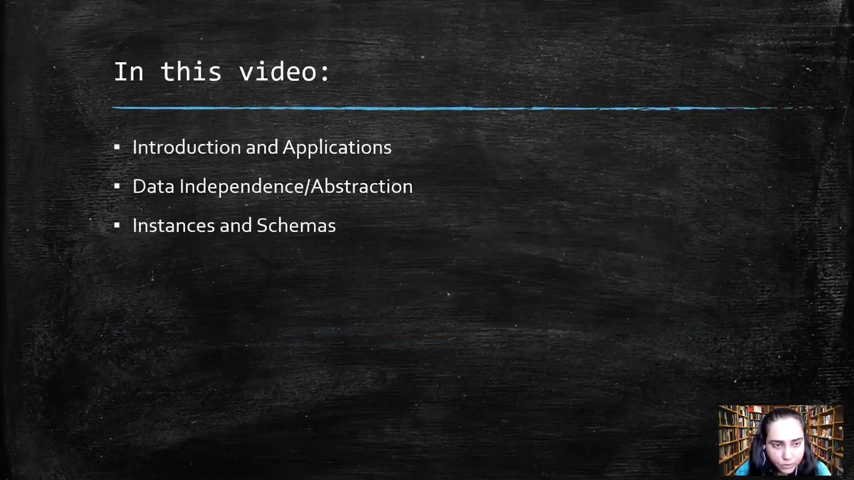 In this video:
▪ Introduction and Applications
▪ Data Independence/Abstraction
▪ Instances and Schemas